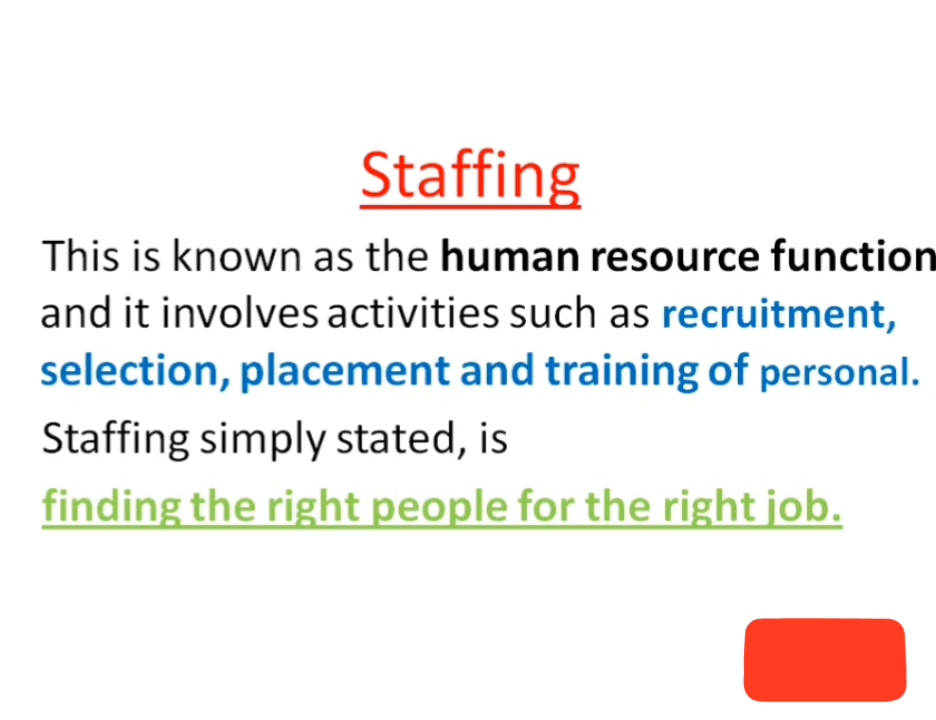 Staffing
This is known as the human resource function
and it involves activities such as recruitment,
selection, placement and training of personal.
Staffing simply stated, is
finding the right people for the right job.